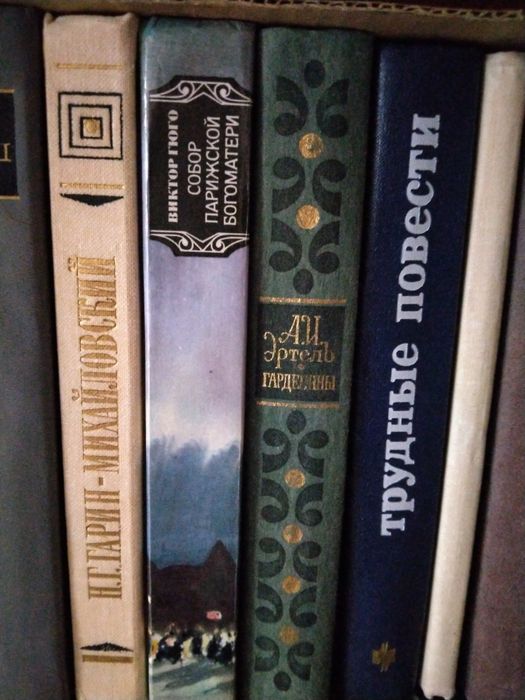 Н.Г.ГАРИН-МИХАЙЛОВСКИЙ
ВИКТОР ГЮГО
СОБОР
ПАРИЖСКОЙ
БОГОМАТЕРИ
А.И.
Эртель
ГАРДЕНИНЫ
трудные повести